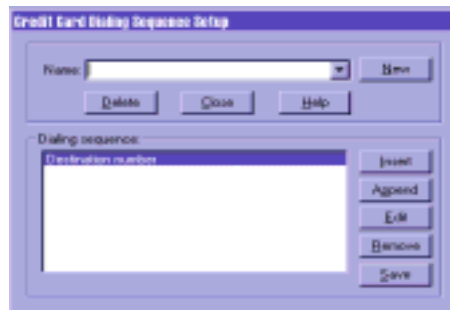 Credit Card Dialing Sequence Setup
Name:
New
Delete Close Help
Dialing sequence:
Destination number
Insert
Append
Edit
Remove
Save